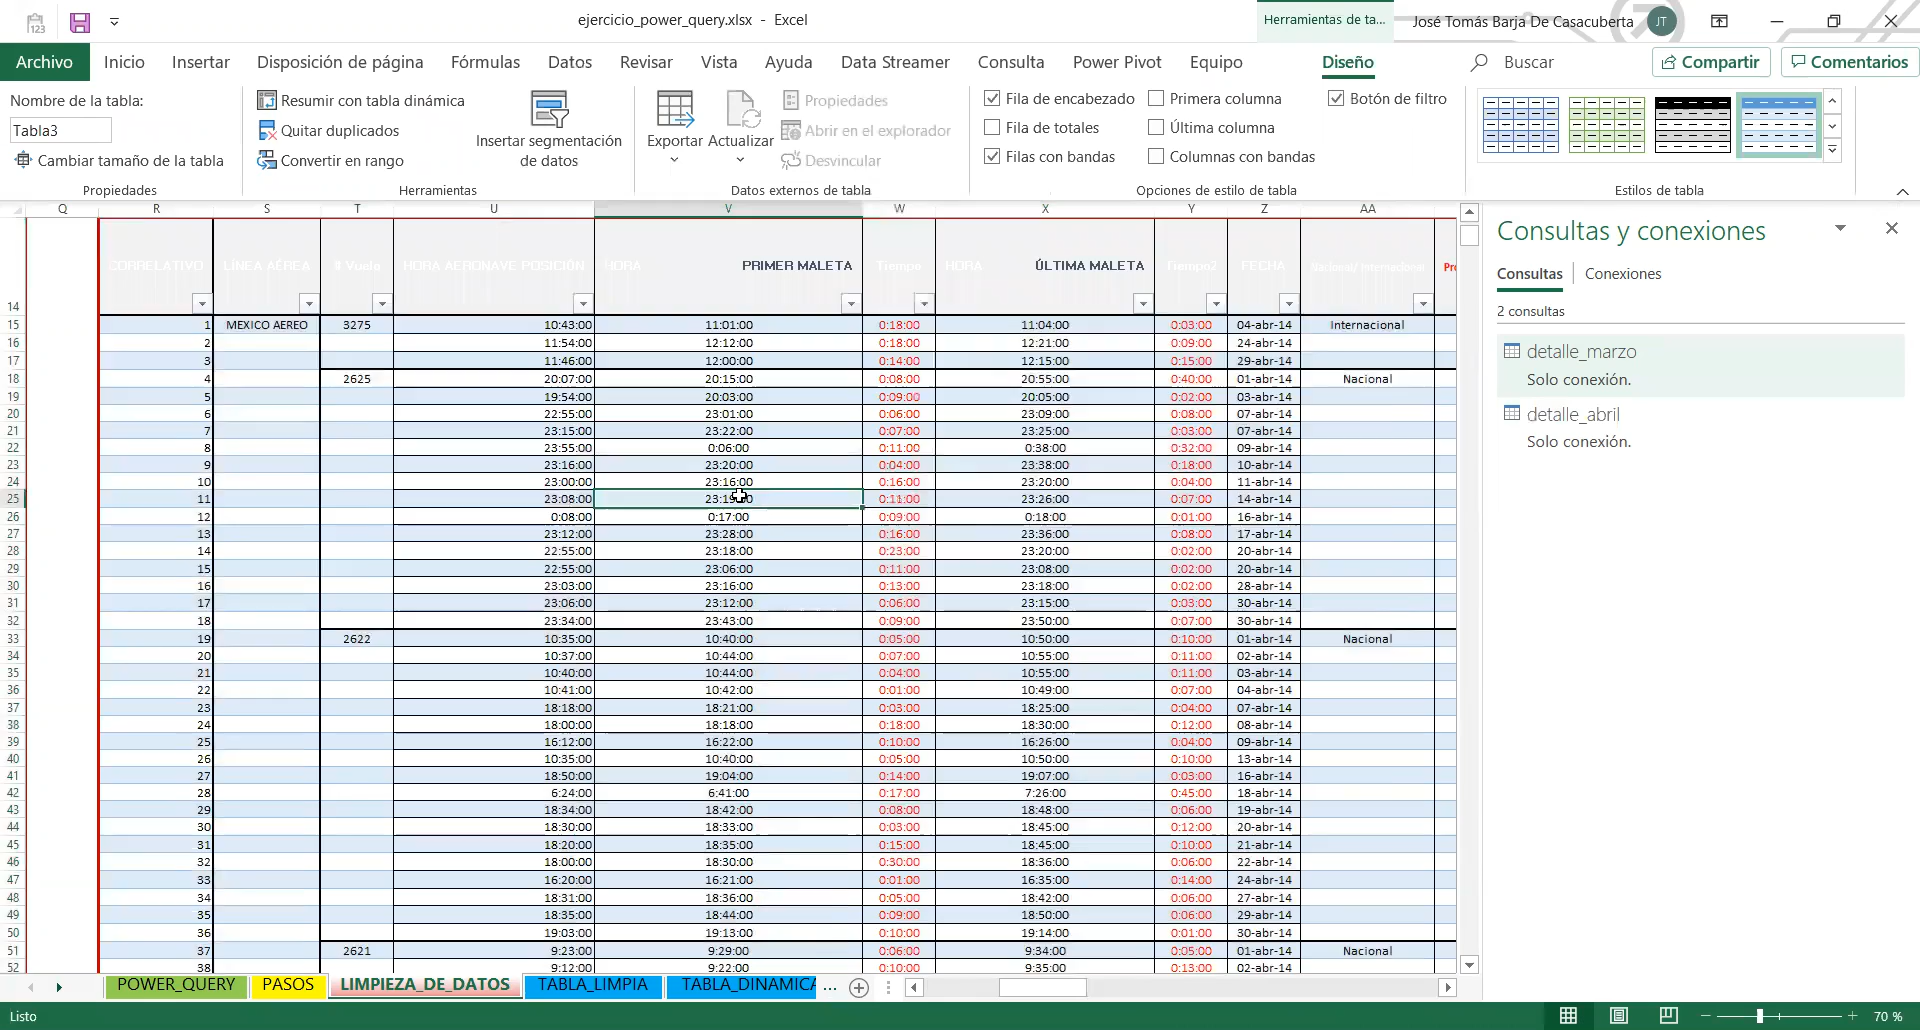 ejercicio_power_query.xlsx - Excel
Herramientas de ta...
José Tomás Barja De Casacuberta
JT
Archivo Inicio Insertar Disposición de página Fórmulas Datos Revisar Vista Ayuda Data Streamer Consulta Power Pivot Equipo Diseño Buscar Compartir Comentarios
Nombre de la tabla:
Tabla3
Cambiar tamaño de la tabla
Propiedades
Resumir con tabla dinámica
Quitar duplicados
Convertir en rango
Insertar segmentación
de datos
Herramientas
Exportar
Actualizar
Propiedades
Abrir en el explorador
Desvincular
Datos externos de tabla
Fila de encabezado
Fila de totales
Filas con bandas
Primera columna
Última columna
Columnas con bandas
Botón de filtro
Opciones de estilo de tabla
Estilos de tabla
Q R S T U V W X Y Z AA
14 CORRELATIVO LÍNEA AÉREA # Vuelo HORA AERONAVE POSICIÓN HORA PRIMER MALETA Tiempo HORA ÚLTIMA MALETA Tiempo2 FECHA Nacional/ Internacional Pro
15 1 MEXICO AEREO 3275 10:43:00 11:01:00 0:18:00 11:04:00 0:03:00 04-abr-14 Internacional
16 2 11:54:00 12:12:00 0:18:00 12:21:00 0:09:00 24-abr-14
17 3 11:46:00 12:00:00 0:14:00 12:15:00 0:15:00 29-abr-14
18 4 2625 20:07:00 20:15:00 0:08:00 20:55:00 0:40:00 01-abr-14 Nacional
19 5 19:54:00 20:03:00 0:09:00 20:05:00 0:02:00 03-abr-14
20 6 22:55:00 23:01:00 0:06:00 23:09:00 0:08:00 07-abr-14
21 7 23:15:00 23:22:00 0:07:00 23:25:00 0:03:00 07-abr-14
22 8 23:55:00 0:06:00 0:11:00 0:38:00 0:32:00 09-abr-14
23 9 23:16:00 23:20:00 0:04:00 23:38:00 0:18:00 10-abr-14
24 10 23:00:00 23:16:00 0:16:00 23:20:00 0:04:00 11-abr-14
25 11 23:08:00 23:19:00 0:11:00 23:26:00 0:07:00 14-abr-14
26 12 0:08:00 0:17:00 0:09:00 0:18:00 0:01:00 16-abr-14
27 13 23:12:00 23:28:00 0:16:00 23:36:00 0:08:00 17-abr-14
28 14 22:55:00 23:18:00 0:23:00 23:20:00 0:02:00 20-abr-14
29 15 22:55:00 23:06:00 0:11:00 23:08:00 0:02:00 20-abr-14
30 16 23:03:00 23:16:00 0:13:00 23:18:00 0:02:00 28-abr-14
31 17 23:06:00 23:12:00 0:06:00 23:15:00 0:03:00 30-abr-14
32 18 23:34:00 23:43:00 0:09:00 23:50:00 0:07:00 30-abr-14
33 19 2622 10:35:00 10:40:00 0:05:00 10:50:00 0:10:00 01-abr-14 Nacional
34 20 10:37:00 10:44:00 0:07:00 10:55:00 0:11:00 02-abr-14
35 21 10:40:00 10:44:00 0:04:00 10:55:00 0:11:00 03-abr-14
36 22 10:41:00 10:42:00 0:01:00 10:49:00 0:07:00 04-abr-14
37 23 18:18:00 18:21:00 0:03:00 18:25:00 0:04:00 07-abr-14
38 24 18:00:00 18:18:00 0:18:00 18:30:00 0:12:00 08-abr-14
39 25 16:12:00 16:22:00 0:10:00 16:26:00 0:04:00 09-abr-14
40 26 10:35:00 10:40:00 0:05:00 10:50:00 0:10:00 13-abr-14
41 27 18:50:00 19:04:00 0:14:00 19:07:00 0:03:00 16-abr-14
42 28 6:24:00 6:41:00 0:17:00 7:26:00 0:45:00 18-abr-14
43 29 18:34:00 18:42:00 0:08:00 18:48:00 0:06:00 19-abr-14
44 30 18:30:00 18:33:00 0:03:00 18:45:00 0:12:00 20-abr-14
45 31 18:20:00 18:35:00 0:15:00 18:45:00 0:10:00 21-abr-14
46 32 18:00:00 18:30:00 0:30:00 18:36:00 0:06:00 22-abr-14
47 33 16:20:00 16:21:00 0:01:00 16:35:00 0:14:00 24-abr-14
48 34 18:31:00 18:36:00 0:05:00 18:42:00 0:06:00 27-abr-14
49 35 18:35:00 18:44:00 0:09:00 18:50:00 0:06:00 29-abr-14
50 36 19:03:00 19:13:00 0:10:00 19:14:00 0:01:00 30-abr-14
51 37 2621 9:23:00 9:29:00 0:06:00 9:34:00 0:05:00 01-abr-14 Nacional
52 38 9:12:00 9:22:00 0:10:00 9:35:00 0:13:00 02-abr-14
Consultas y conexiones
Consultas Conexiones
2 consultas
detalle_marzo
Solo conexión.
detalle_abril
Solo conexión.
POWER_QUERY PASOS LIMPIEZA_DE_DATOS TABLA_LIMPIA TABLA_DINAMICA ...
Listo
70 %